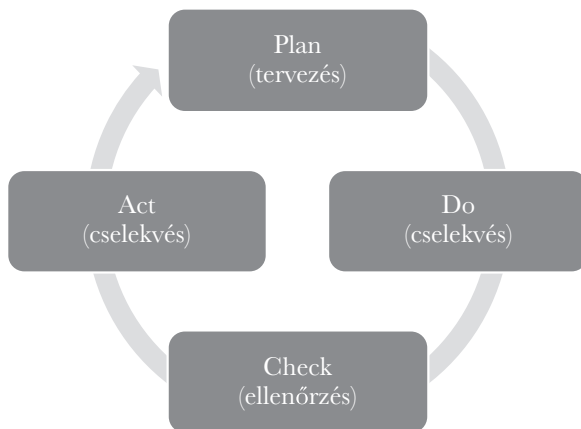 Plan
(tervezés)
Do
(cselekvés)
Check
(ellenőrzés)
Act
(cselekvés)